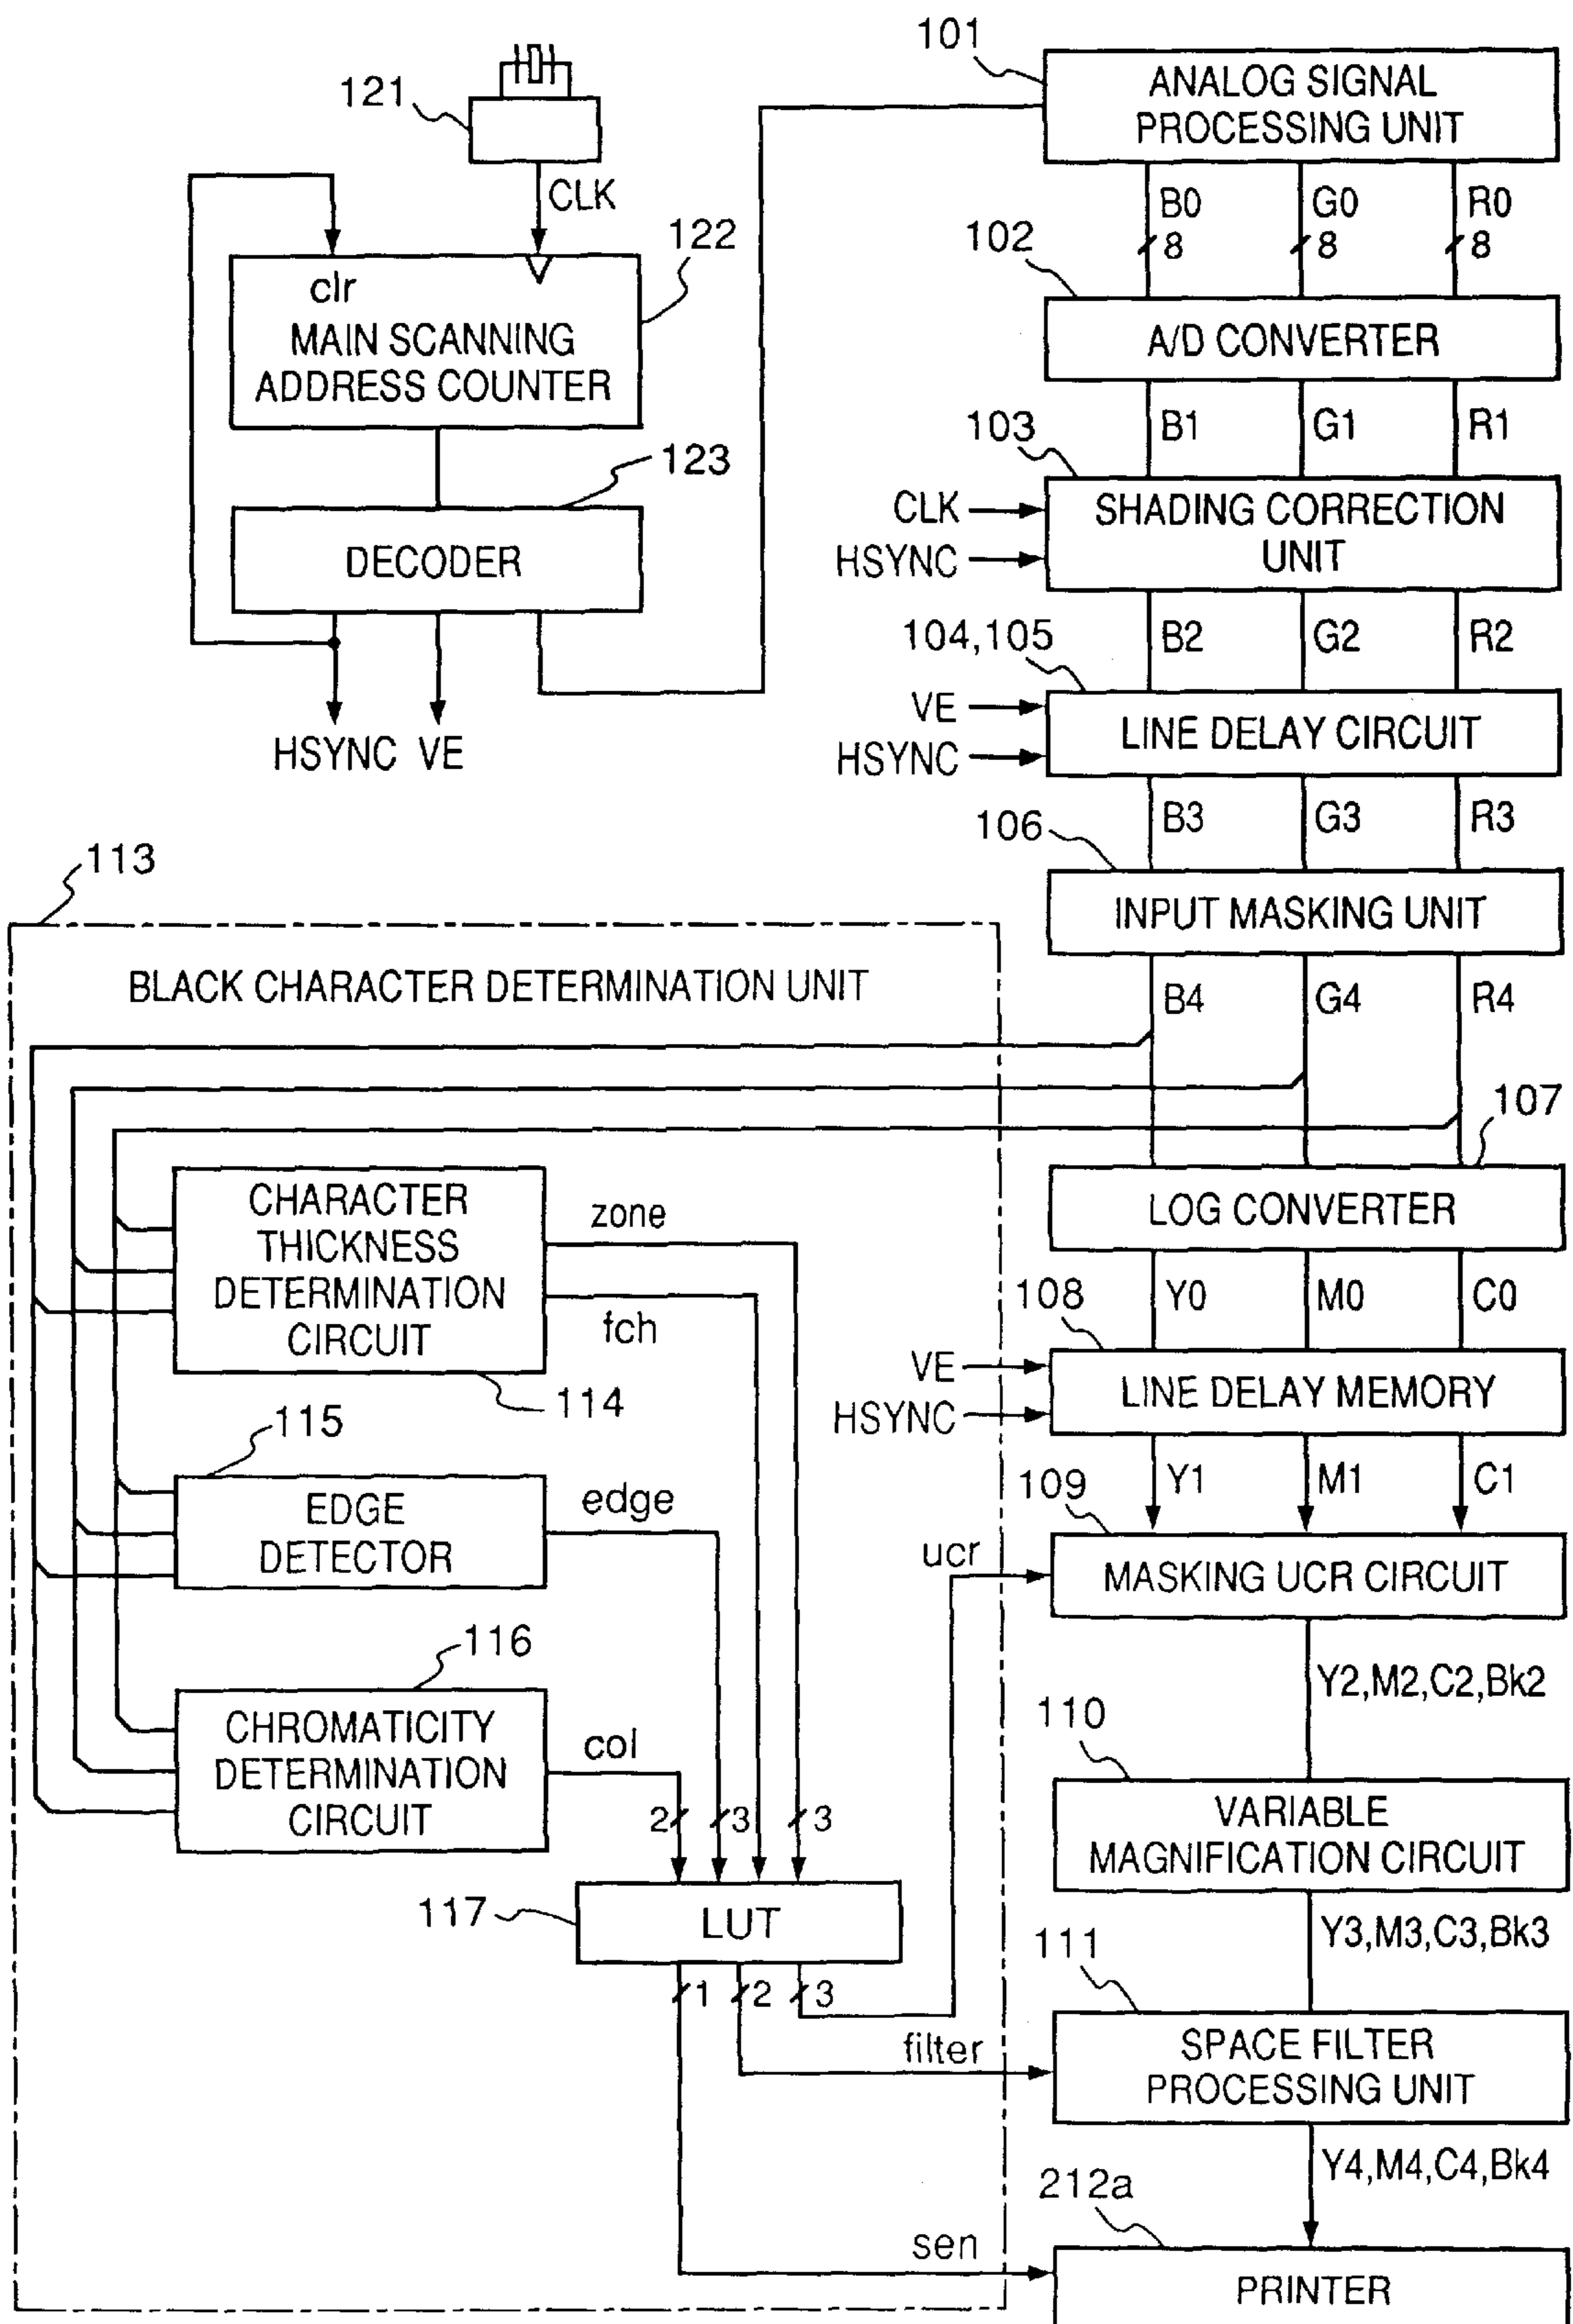 101
ANALOG SIGNAL
PROCESSING UNIT
121
CLK
B0
G0
R0
8
8
8
122
102
clr
MAIN SCANNING
ADDRESS COUNTER
A/D CONVERTER
103
B1
G1
R1
123
CLK
HSYNC
SHADING CORRECTION
UNIT
DECODER
104,105
B2
G2
R2
VE
HSYNC
LINE DELAY CIRCUIT
HSYNC VE
106
B3
G3
R3
113
INPUT MASKING UNIT
BLACK CHARACTER DETERMINATION UNIT
B4
G4
R4
107
CHARACTER
THICKNESS
DETERMINATION
CIRCUIT
zone
fch
114
LOG CONVERTER
108
Y0
M0
C0
VE
HSYNC
LINE DELAY MEMORY
115
109
Y1
M1
C1
EDGE
DETECTOR
edge
ucr
MASKING UCR CIRCUIT
116
Y2,M2,C2,Bk2
CHROMATICITY
DETERMINATION
CIRCUIT
col
110
2
3
3
VARIABLE
MAGNIFICATION CIRCUIT
117
LUT
Y3,M3,C3,Bk3
111
1
2
3
filter
SPACE FILTER
PROCESSING UNIT
Y4,M4,C4,Bk4
212a
sen
PRINTER